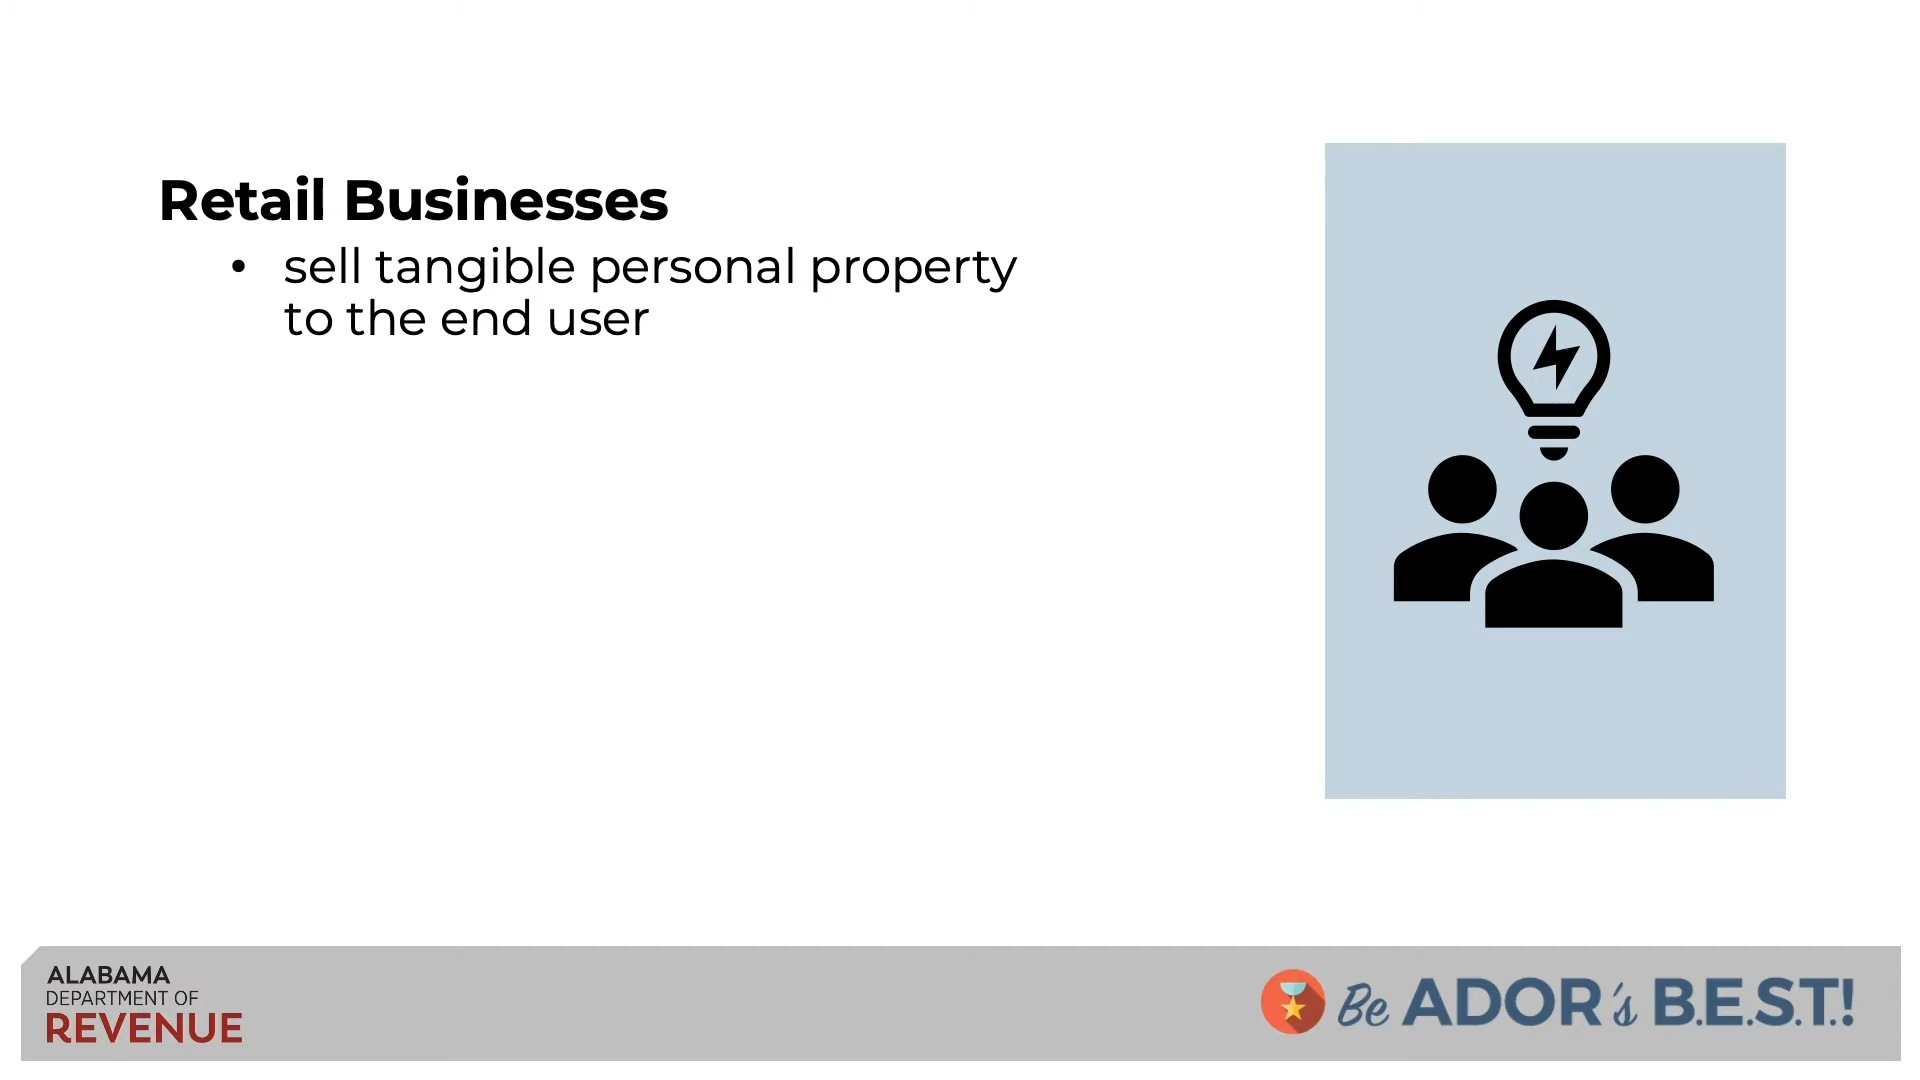 Retail Businesses
• sell tangible personal property
to the end user
ALABAMA
DEPARTMENT OF
REVENUE
Be ADOR's B.E.S.T.!